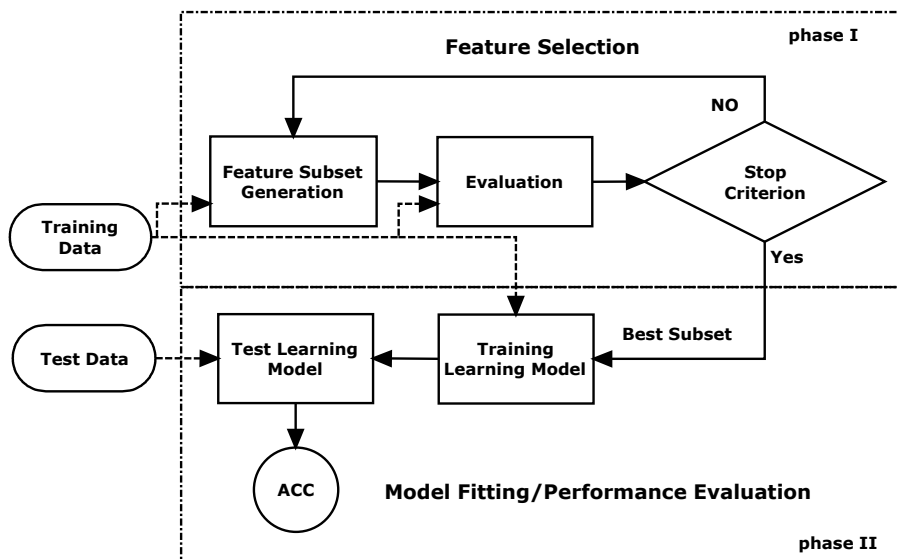 phase I
Feature Selection
NO
Feature Subset
Generation
Evaluation
Stop
Criterion
Training
Data
Yes
Best Subset
Test Data
Test Learning
Model
Training
Learning Model
ACC
Model Fitting/Performance Evaluation
phase II